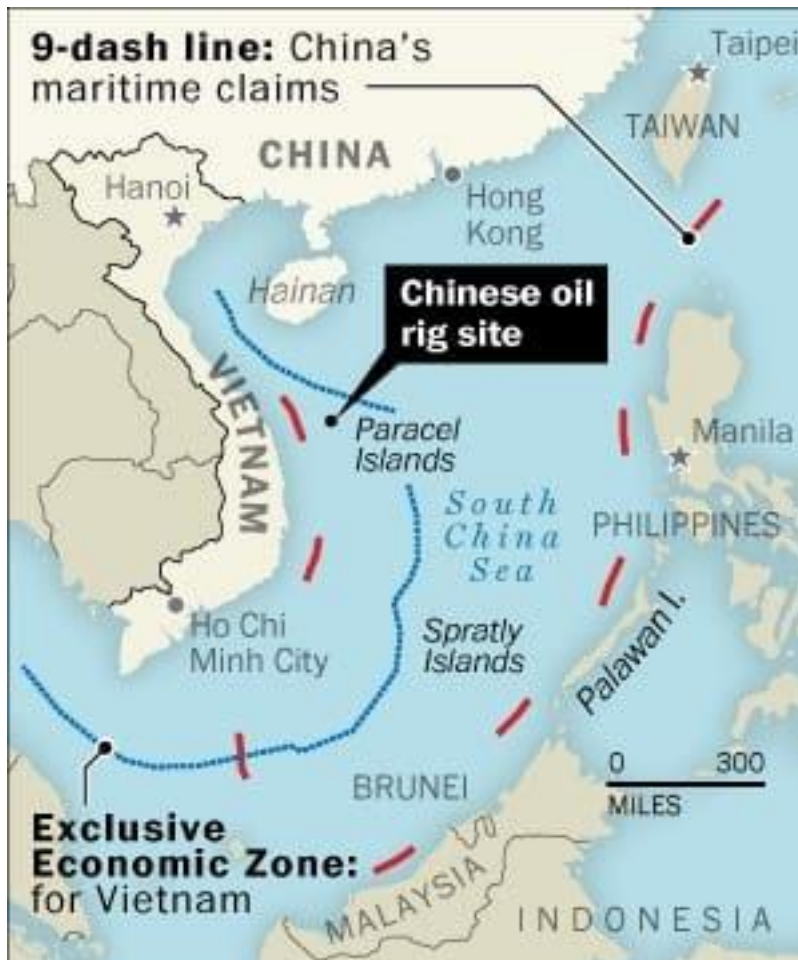 9-dash line: China's
maritime claims
Taipei
TAIWAN
CHINA
Hanoi
Hong
Kong
Hainan
Chinese oil
rig site
VIETNAM
Paracel
Islands
Manila
South
China
Sea
PHILIPPINES
Ho Chi
Minh City
Spratly
Islands
Palawan I.
0 300
MILES
BRUNEI
Exclusive
Economic Zone:
for Vietnam
MALAYSIA
INDONESIA